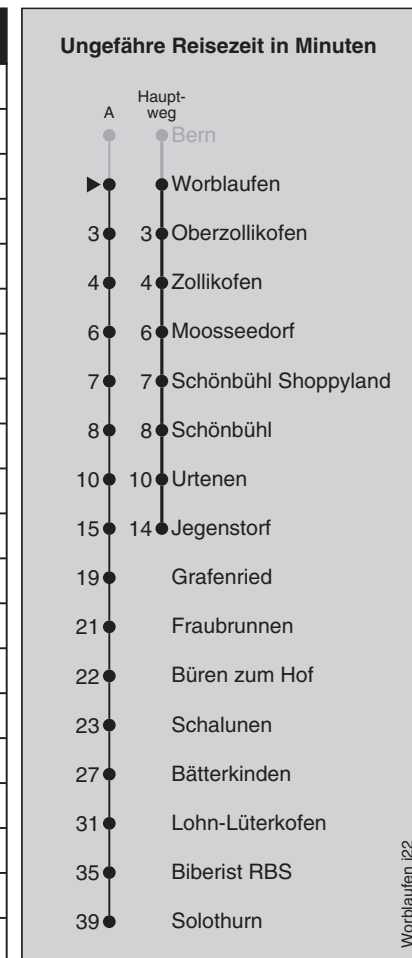 Ungefähre Reisezeit in Minuten
A Haupt-
weg
Bern
Worblaufen
3 3 Oberzollikofen
4 4 Zollikofen
6 6 Moosseedorf
7 7 Schönbühl Shoppyland
8 8 Schönbühl
10 10 Urtenen
15 14 Jegenstorf
19 Grafenried
21 Fraubrunnen
22 Büren zum Hof
23 Schalunen
27 Bätterkinden
31 Lohn-Lüterkofen
35 Biberist RBS
39 Solothurn
Worblaufen j22